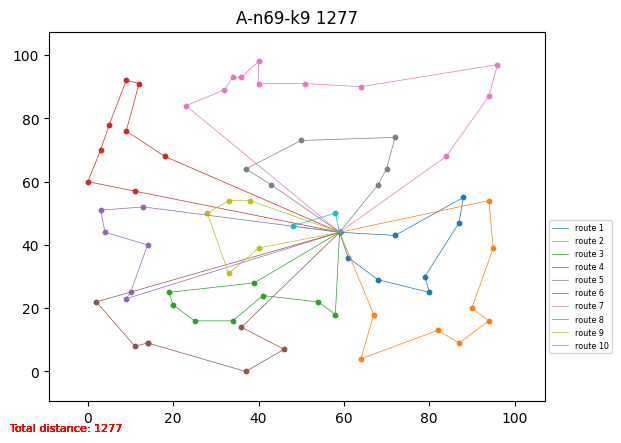 A-n69-k9 1277
100
80
60
40
20
0
0 20 40 60 80 100
route 1
route 2
route 3
route 4
route 5
route 6
route 7
route 8
route 9
route 10
Total distance: 1277